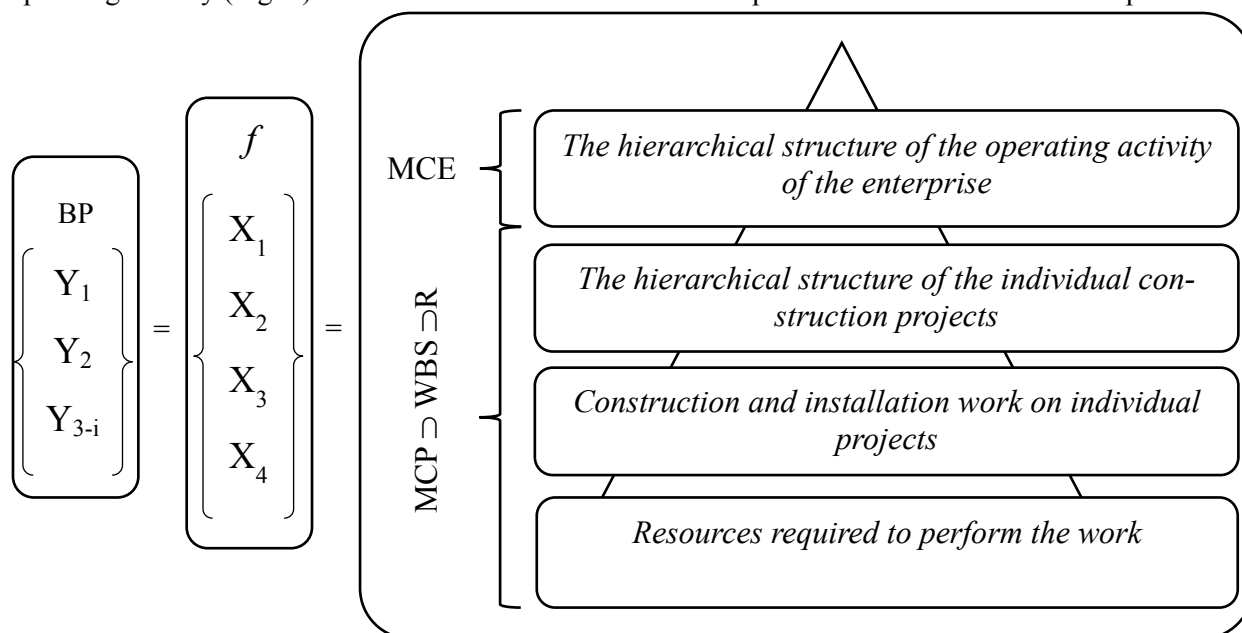 BP
Y1
Y2
Y3-i
=
f
X1
X2
X3
X4
=
MCE
MCP ⊃ WBS ⊃R
The hierarchical structure of the operating activity
of the enterprise
The hierarchical structure of the individual con-
struction projects
Construction and installation work on individual
projects
Resources required to perform the work